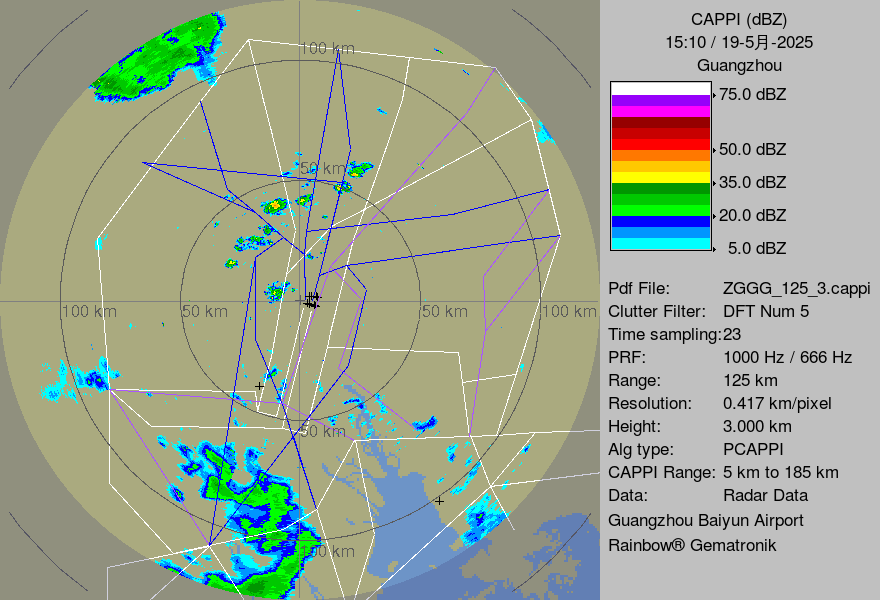 CAPPI (dBZ)
15:10 / 19-5月-2025
Guangzhou
75.0 dBZ
50.0 dBZ
35.0 dBZ
20.0 dBZ
5.0 dBZ
Pdf File: ZGGG_125_3.cappi
Clutter Filter: DFT Num 5
Time sampling:23
PRF: 1000 Hz / 666 Hz
Range: 125 km
Resolution: 0.417 km/pixel
Height: 3.000 km
Alg type: PCAPPI
CAPPI Range: 5 km to 185 km
Data: Radar Data
Guangzhou Baiyun Airport
Rainbow® Gematronik
100 km
50 km
100 km
50 km
50 km
100 km
50 km
100 km